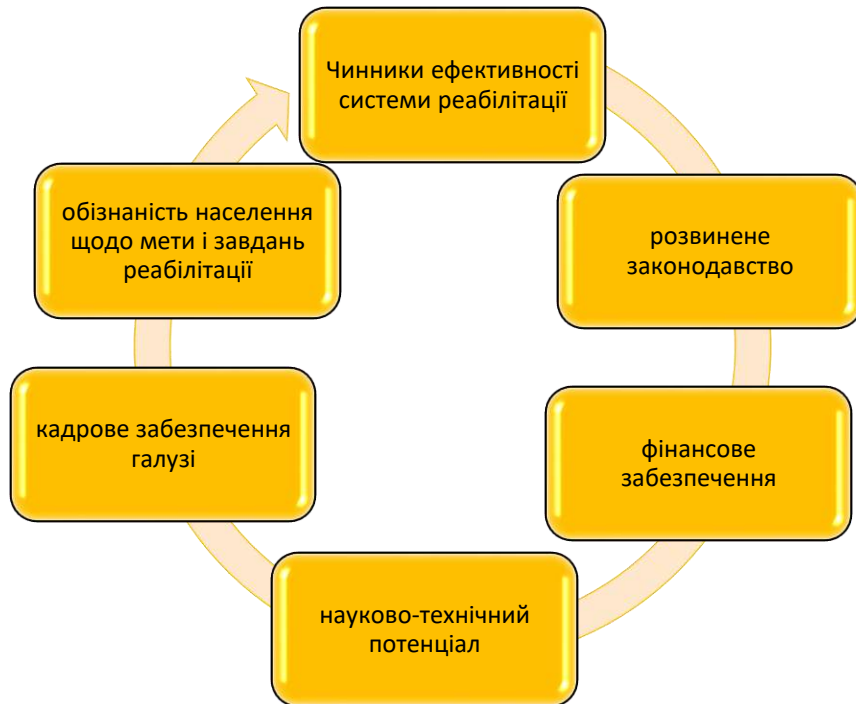 Чинники ефективності
системи реабілітації
розвинене
законодавство
фінансове
забезпечення
науково-технічний
потенціал
кадрове забезпечення
галузі
обізнаність населення
щодо мети і завдань
реабілітації